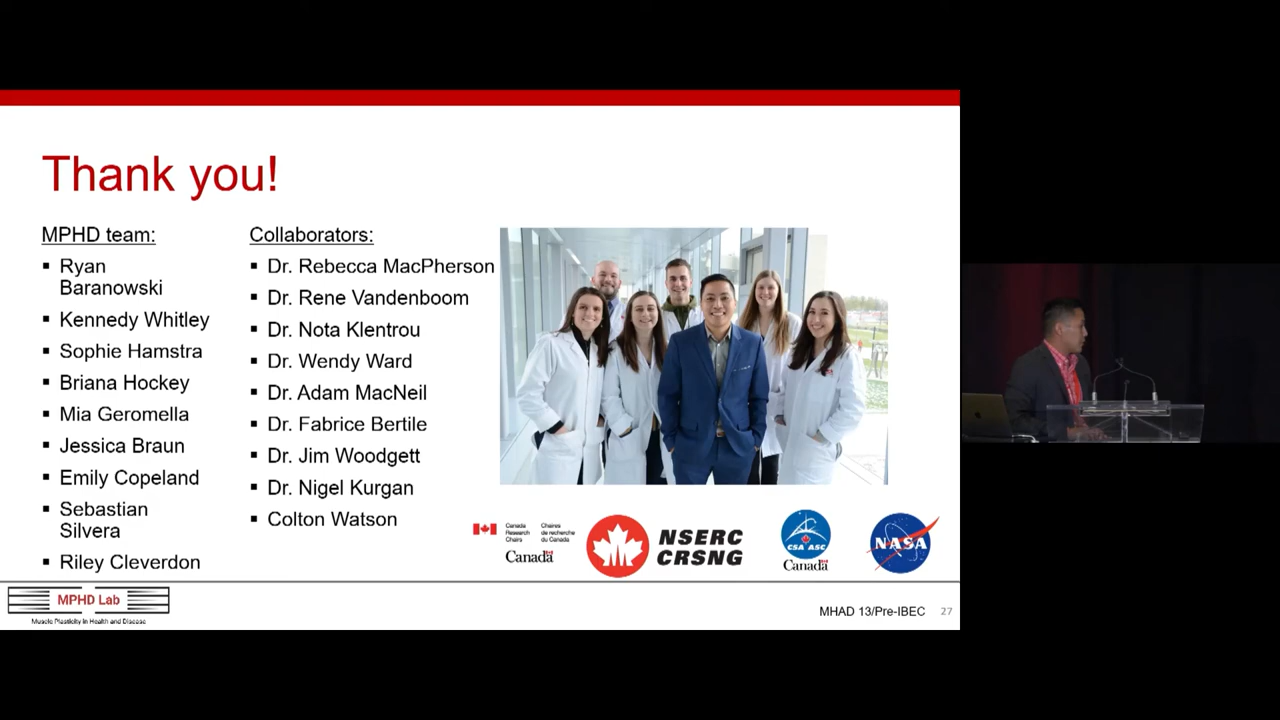 Thank you!
MPHD team:
▪ Ryan
Baranowski
▪ Kennedy Whitley
▪ Sophie Hamstra
▪ Briana Hockey
▪ Mia Geromella
▪ Jessica Braun
▪ Emily Copeland
▪ Sebastian
Silvera
▪ Riley Cleverdon
Collaborators:
▪ Dr. Rebecca MacPherson
▪ Dr. Rene Vandenboom
▪ Dr. Nota Klentrou
▪ Dr. Wendy Ward
▪ Dr. Adam MacNeil
▪ Dr. Fabrice Bertile
▪ Dr. Jim Woodgett
▪ Dr. Nigel Kurgan
▪ Colton Watson
Canada
Research
Chairs
Chaires
de recherche
du Canada
Canada
NSERC
CRSNG
CSA ASC
Canada
NASA
MPHD Lab
Muscle Plasticity in Health and Disease
MHAD 13/Pre-IBEC
27